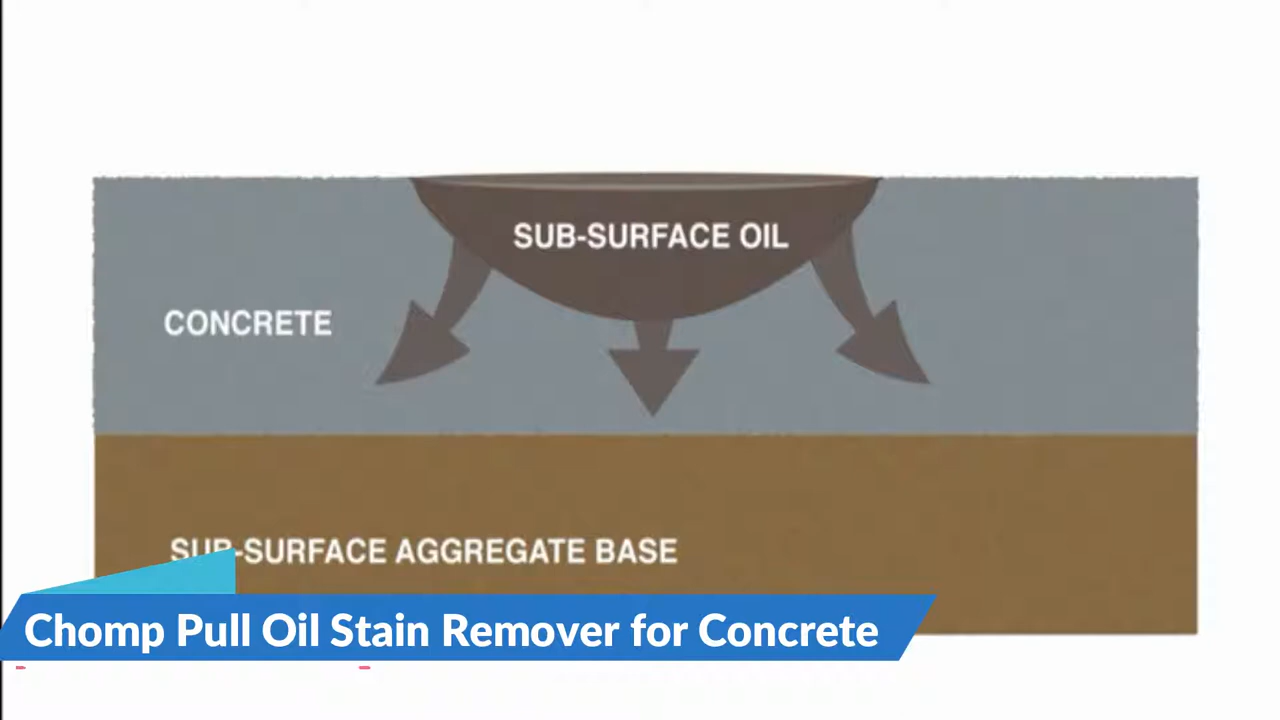 SUB-SURFACE OIL
CONCRETE
SUB-SURFACE AGGREGATE BASE
Chomp Pull Oil Stain Remover for Concrete